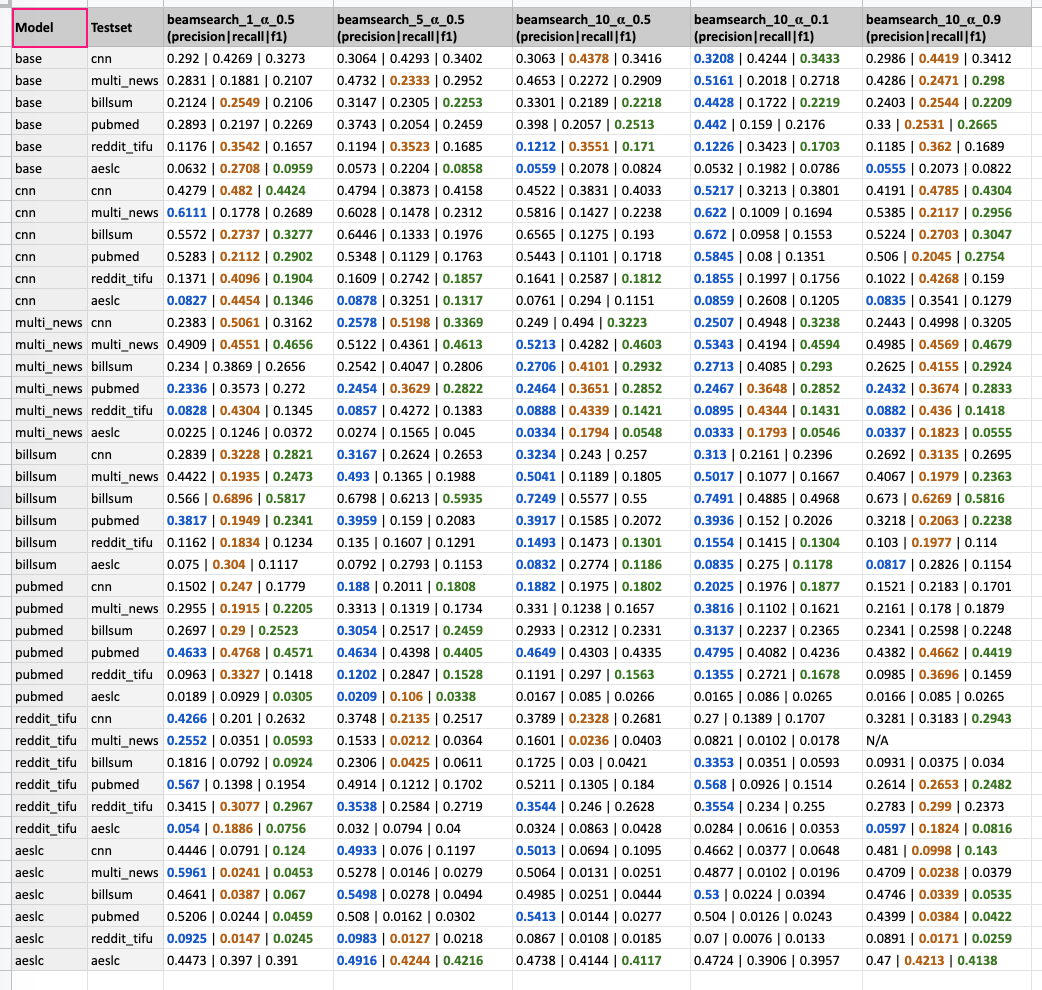 Model Testset beamsearch_1_α_0.5 (precision|recall|f1) beamsearch_5_α_0.5 (precision|recall|f1) beamsearch_10_α_0.5 (precision|recall|f1) beamsearch_10_α_0.1 (precision|recall|f1) beamsearch_10_α_0.9 (precision|recall|f1)
base cnn 0.292 | 0.4269 | 0.3273 0.3064 | 0.4293 | 0.3402 0.3063 | 0.4378 | 0.3416 0.3208 | 0.4244 | 0.3433 0.2986 | 0.4419 | 0.3412
base multi_news 0.2831 | 0.1881 | 0.2107 0.4732 | 0.2333 | 0.2952 0.4653 | 0.2272 | 0.2909 0.5161 | 0.2018 | 0.2718 0.4286 | 0.2471 | 0.298
base billsum 0.2124 | 0.2549 | 0.2106 0.3147 | 0.2305 | 0.2253 0.3301 | 0.2189 | 0.2218 0.4428 | 0.1722 | 0.2219 0.2403 | 0.2544 | 0.2209
base pubmed 0.2893 | 0.2197 | 0.2269 0.3743 | 0.2054 | 0.2459 0.398 | 0.2057 | 0.2513 0.442 | 0.159 | 0.2176 0.33 | 0.2531 | 0.2665
base reddit_tifu 0.1176 | 0.3542 | 0.1657 0.1194 | 0.3523 | 0.1685 0.1212 | 0.3551 | 0.171 0.1226 | 0.3423 | 0.1703 0.1185 | 0.362 | 0.1689
base aeslc 0.0632 | 0.2708 | 0.0959 0.0573 | 0.2204 | 0.0858 0.0559 | 0.2078 | 0.0824 0.0532 | 0.1982 | 0.0786 0.0555 | 0.2073 | 0.0822
cnn cnn 0.4279 | 0.482 | 0.4424 0.4794 | 0.3873 | 0.4158 0.4522 | 0.3831 | 0.4033 0.5217 | 0.3213 | 0.3801 0.4191 | 0.4785 | 0.4304
cnn multi_news 0.6111 | 0.1778 | 0.2689 0.6028 | 0.1478 | 0.2312 0.5816 | 0.1427 | 0.2238 0.622 | 0.1009 | 0.1694 0.5385 | 0.2117 | 0.2956
cnn billsum 0.5572 | 0.2737 | 0.3277 0.6446 | 0.1333 | 0.1976 0.6565 | 0.1275 | 0.193 0.672 | 0.0958 | 0.1553 0.5224 | 0.2703 | 0.3047
cnn pubmed 0.5283 | 0.2112 | 0.2902 0.5348 | 0.1129 | 0.1763 0.5443 | 0.1101 | 0.1718 0.5845 | 0.08 | 0.1351 0.506 | 0.2045 | 0.2754
cnn reddit_tifu 0.1371 | 0.4096 | 0.1904 0.1609 | 0.2742 | 0.1857 0.1641 | 0.2587 | 0.1812 0.1855 | 0.1997 | 0.1756 0.1022 | 0.4268 | 0.159
cnn aeslc 0.0827 | 0.4454 | 0.1346 0.0878 | 0.3251 | 0.1317 0.0761 | 0.294 | 0.1151 0.0859 | 0.2608 | 0.1205 0.0835 | 0.3541 | 0.1279
multi_news cnn 0.2383 | 0.5061 | 0.3162 0.2578 | 0.5198 | 0.3369 0.249 | 0.494 | 0.3223 0.2507 | 0.4948 | 0.3238 0.2443 | 0.4998 | 0.3205
multi_news multi_news 0.4909 | 0.4551 | 0.4656 0.5122 | 0.4361 | 0.4613 0.5213 | 0.4282 | 0.4603 0.5343 | 0.4194 | 0.4594 0.4985 | 0.4569 | 0.4679
multi_news billsum 0.234 | 0.3869 | 0.2656 0.2542 | 0.4047 | 0.2806 0.2706 | 0.4101 | 0.2932 0.2713 | 0.4085 | 0.293 0.2625 | 0.4155 | 0.2924
multi_news pubmed 0.2336 | 0.3573 | 0.272 0.2454 | 0.3629 | 0.2822 0.2464 | 0.3651 | 0.2852 0.2467 | 0.3648 | 0.2852 0.2432 | 0.3674 | 0.2833
multi_news reddit_tifu 0.0828 | 0.4304 | 0.1345 0.0857 | 0.4272 | 0.1383 0.0888 | 0.4339 | 0.1421 0.0895 | 0.4344 | 0.1431 0.0882 | 0.436 | 0.1418
multi_news aeslc 0.0225 | 0.1246 | 0.0372 0.0274 | 0.1565 | 0.045 0.0334 | 0.1794 | 0.0548 0.0333 | 0.1793 | 0.0546 0.0337 | 0.1823 | 0.0555
billsum cnn 0.2839 | 0.3228 | 0.2821 0.3167 | 0.2624 | 0.2653 0.3234 | 0.243 | 0.257 0.313 | 0.2161 | 0.2396 0.2692 | 0.3135 | 0.2695
billsum multi_news 0.4422 | 0.1935 | 0.2473 0.493 | 0.1365 | 0.1988 0.5041 | 0.1189 | 0.1805 0.5017 | 0.1077 | 0.1667 0.4067 | 0.1979 | 0.2363
billsum billsum 0.566 | 0.6896 | 0.5817 0.6798 | 0.6213 | 0.5935 0.7249 | 0.5577 | 0.55 0.7491 | 0.4885 | 0.4968 0.673 | 0.6269 | 0.5816
billsum pubmed 0.3817 | 0.1949 | 0.2341 0.3959 | 0.159 | 0.2083 0.3917 | 0.1585 | 0.2072 0.3936 | 0.152 | 0.2026 0.3218 | 0.2063 | 0.2238
billsum reddit_tifu 0.1162 | 0.1834 | 0.1234 0.135 | 0.1607 | 0.1291 0.1493 | 0.1473 | 0.1301 0.1554 | 0.1415 | 0.1304 0.103 | 0.1977 | 0.114
billsum aeslc 0.075 | 0.304 | 0.1117 0.0792 | 0.2793 | 0.1153 0.0832 | 0.2774 | 0.1186 0.0835 | 0.275 | 0.1178 0.0817 | 0.2826 | 0.1154
pubmed cnn 0.1502 | 0.247 | 0.1779 0.188 | 0.2011 | 0.1808 0.1882 | 0.1975 | 0.1802 0.2025 | 0.1976 | 0.1877 0.1521 | 0.2183 | 0.1701
pubmed multi_news 0.2955 | 0.1915 | 0.2205 0.3313 | 0.1319 | 0.1734 0.331 | 0.1238 | 0.1657 0.3816 | 0.1102 | 0.1621 0.2161 | 0.178 | 0.1879
pubmed billsum 0.2697 | 0.29 | 0.2523 0.3054 | 0.2517 | 0.2459 0.2933 | 0.2312 | 0.2331 0.3137 | 0.2237 | 0.2365 0.2341 | 0.2598 | 0.2248
pubmed pubmed 0.4633 | 0.4768 | 0.4571 0.4634 | 0.4398 | 0.4405 0.4649 | 0.4303 | 0.4335 0.4795 | 0.4082 | 0.4236 0.4382 | 0.4662 | 0.4419
pubmed reddit_tifu 0.0963 | 0.3327 | 0.1418 0.1202 | 0.2847 | 0.1528 0.1191 | 0.297 | 0.1563 0.1355 | 0.2721 | 0.1678 0.0985 | 0.3696 | 0.1459
pubmed aeslc 0.0189 | 0.0929 | 0.0305 0.0209 | 0.106 | 0.0338 0.0167 | 0.085 | 0.0266 0.0165 | 0.086 | 0.0265 0.0166 | 0.085 | 0.0265
reddit_tifu cnn 0.4266 | 0.201 | 0.2632 0.3748 | 0.2135 | 0.2517 0.3789 | 0.2328 | 0.2681 0.27 | 0.1389 | 0.1707 0.3281 | 0.3183 | 0.2943
reddit_tifu multi_news 0.2552 | 0.0351 | 0.0593 0.1533 | 0.0212 | 0.0364 0.1601 | 0.0236 | 0.0403 0.0821 | 0.0102 | 0.0178 N/A
reddit_tifu billsum 0.1816 | 0.0792 | 0.0924 0.2306 | 0.0425 | 0.0611 0.1725 | 0.03 | 0.0421 0.3353 | 0.0351 | 0.0593 0.0931 | 0.0375 | 0.034
reddit_tifu pubmed 0.567 | 0.1398 | 0.1954 0.4914 | 0.1212 | 0.1702 0.5211 | 0.1305 | 0.184 0.568 | 0.0926 | 0.1514 0.2614 | 0.2653 | 0.2482
reddit_tifu reddit_tifu 0.3415 | 0.3077 | 0.2967 0.3538 | 0.2584 | 0.2719 0.3544 | 0.246 | 0.2628 0.3554 | 0.234 | 0.255 0.2783 | 0.299 | 0.2373
reddit_tifu aeslc 0.054 | 0.1886 | 0.0756 0.032 | 0.0794 | 0.04 0.0324 | 0.0863 | 0.0428 0.0284 | 0.0616 | 0.0353 0.0597 | 0.1824 | 0.0816
aeslc cnn 0.4446 | 0.0791 | 0.124 0.4933 | 0.076 | 0.1197 0.5013 | 0.0694 | 0.1095 0.4662 | 0.0377 | 0.0648 0.481 | 0.0998 | 0.143
aeslc multi_news 0.5961 | 0.0241 | 0.0453 0.5278 | 0.0146 | 0.0279 0.5064 | 0.0131 | 0.0251 0.4877 | 0.0102 | 0.0196 0.4709 | 0.0238 | 0.0379
aeslc billsum 0.4641 | 0.0387 | 0.067 0.5498 | 0.0278 | 0.0494 0.4985 | 0.0251 | 0.0444 0.53 | 0.0224 | 0.0394 0.4746 | 0.0339 | 0.0535
aeslc pubmed 0.5206 | 0.0244 | 0.0459 0.508 | 0.0162 | 0.0302 0.5413 | 0.0144 | 0.0277 0.504 | 0.0126 | 0.0243 0.4399 | 0.0384 | 0.0422
aeslc reddit_tifu 0.0925 | 0.0147 | 0.0245 0.0983 | 0.0127 | 0.0218 0.0867 | 0.0108 | 0.0185 0.07 | 0.0076 | 0.0133 0.0891 | 0.0171 | 0.0259
aeslc aeslc 0.4473 | 0.397 | 0.391 0.4916 | 0.4244 | 0.4216 0.4738 | 0.4144 | 0.4117 0.4724 | 0.3906 | 0.3957 0.47 | 0.4213 | 0.4138